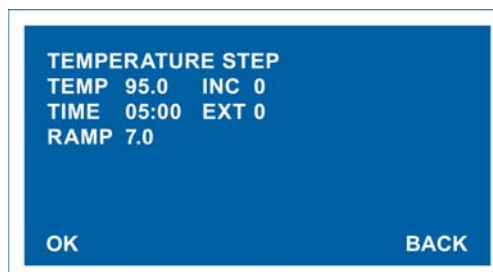 TEMPERATURE STEP
TEMP 95.0 INC 0
TIME 05:00 EXT 0
RAMP 7.0
OK BACK